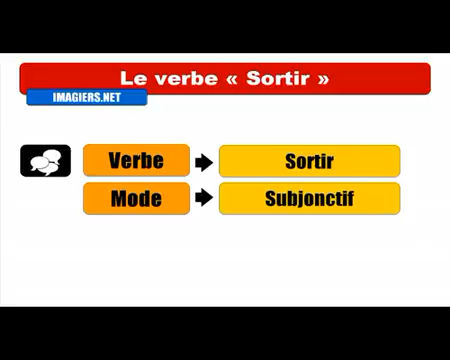 Le verbe « Sortir »
IMAGIERS.NET
Verbe Sortir
Mode Subjonctif